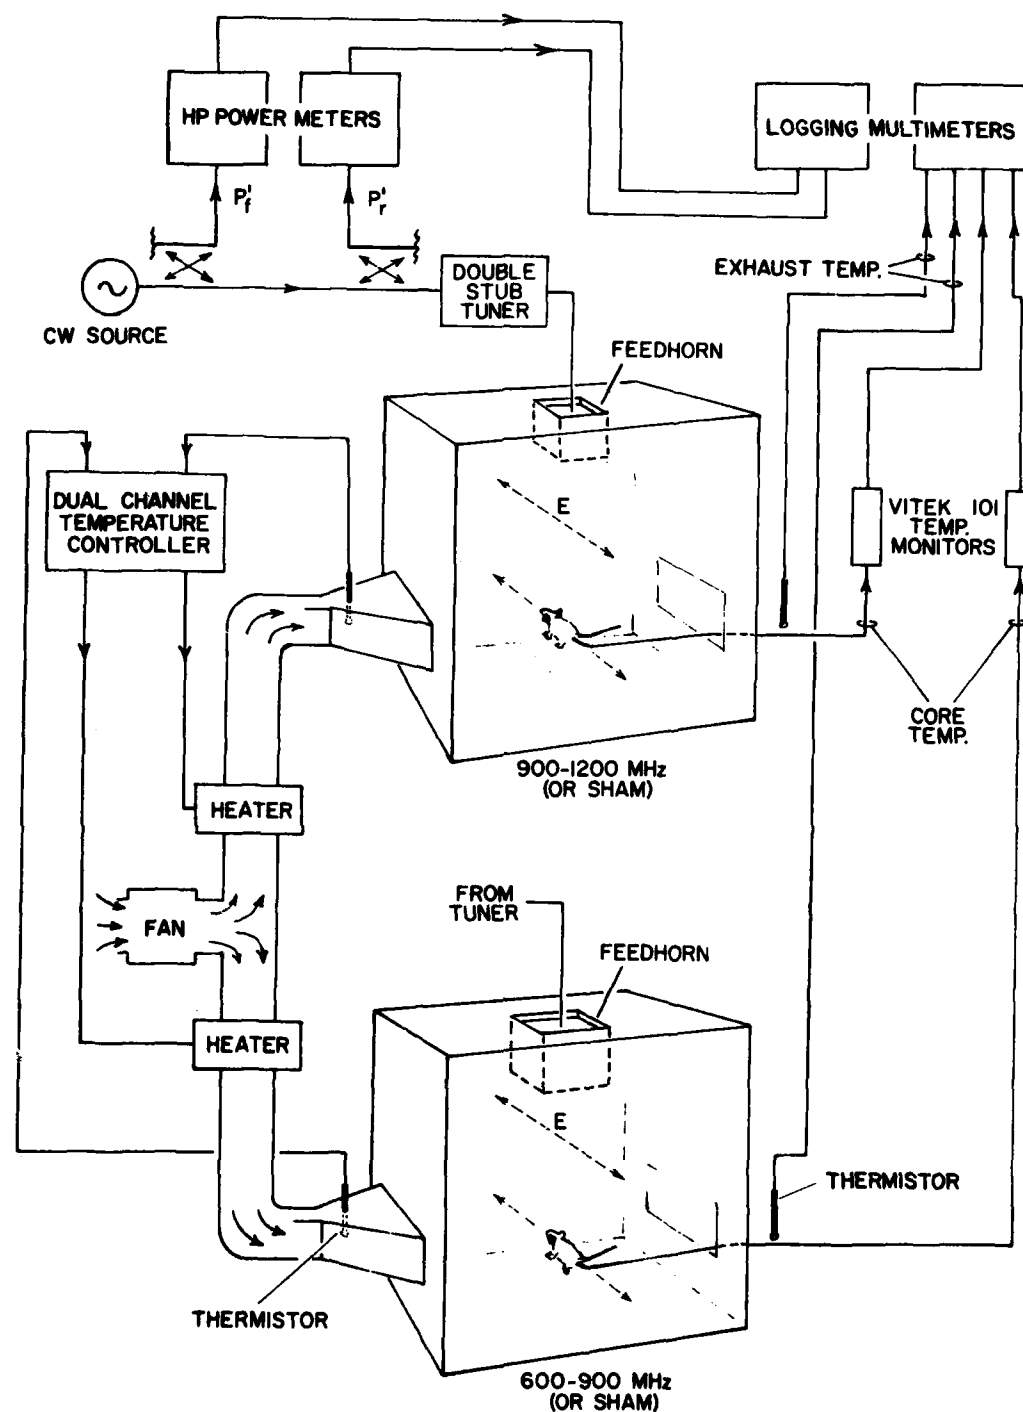 HP POWER METERS
LOGGING MULTIMETERS
P'f
P'r
EXHAUST TEMP.
DOUBLE
STUB
TUNER
CW SOURCE
FEEDHORN
DUAL CHANNEL
TEMPERATURE
CONTROLLER
E
VITEK 101
TEMP.
MONITORS
CORE
TEMP.
900-1200 MHz
(OR SHAM)
HEATER
FROM
TUNER
FAN
FEEDHORN
HEATER
E
THERMISTOR
THERMISTOR
600-900 MHz
(OR SHAM)